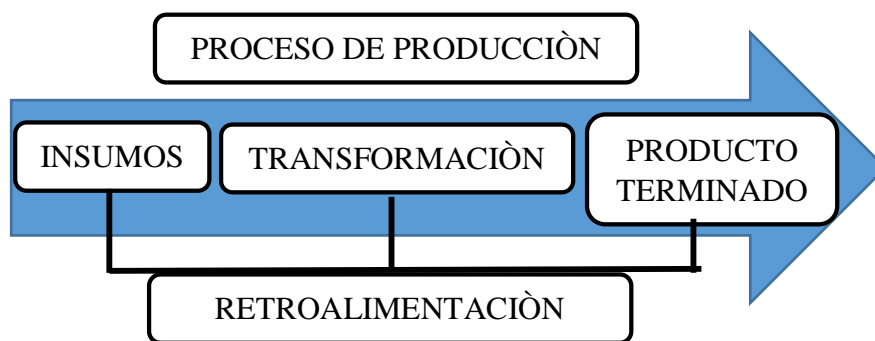 PROCESO DE PRODUCCIÒN
INSUMOS
TRANSFORMACIÒN
PRODUCTO
TERMINADO
RETROALIMENTACIÒN